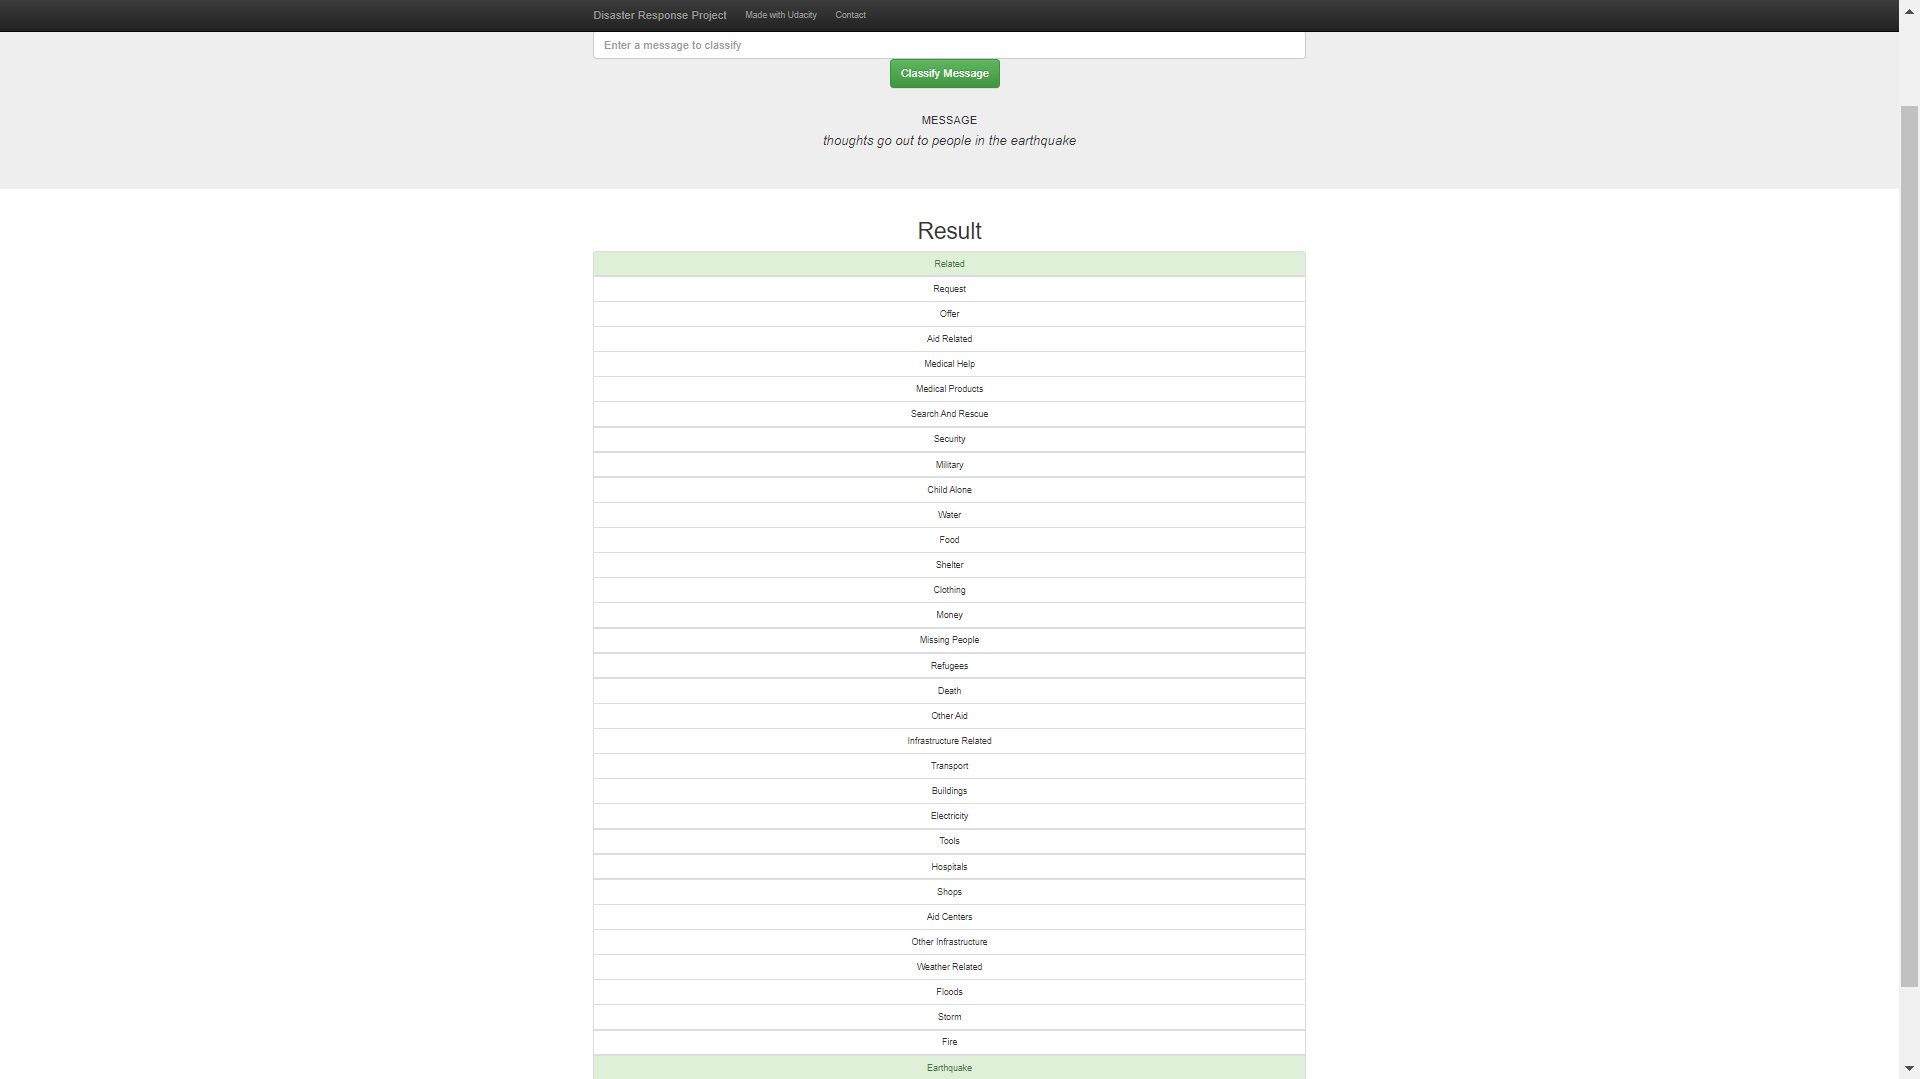 Disaster Response Project Made with Udacity Contact
Enter a message to classify
Classify Message
MESSAGE
thoughts go out to people in the earthquake
Result
Related
Request
Offer
Aid Related
Medical Help
Medical Products
Search And Rescue
Security
Military
Child Alone
Water
Food
Shelter
Clothing
Money
Missing People
Refugees
Death
Other Aid
Infrastructure Related
Transport
Buildings
Electricity
Tools
Hospitals
Shops
Aid Centers
Other Infrastructure
Weather Related
Floods
Storm
Fire
Earthquake